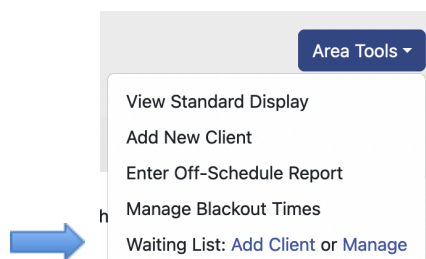 Area Tools
View Standard Display
Add New Client
Enter Off-Schedule Report
h
Manage Blackout Times
Waiting List: Add Client or Manage